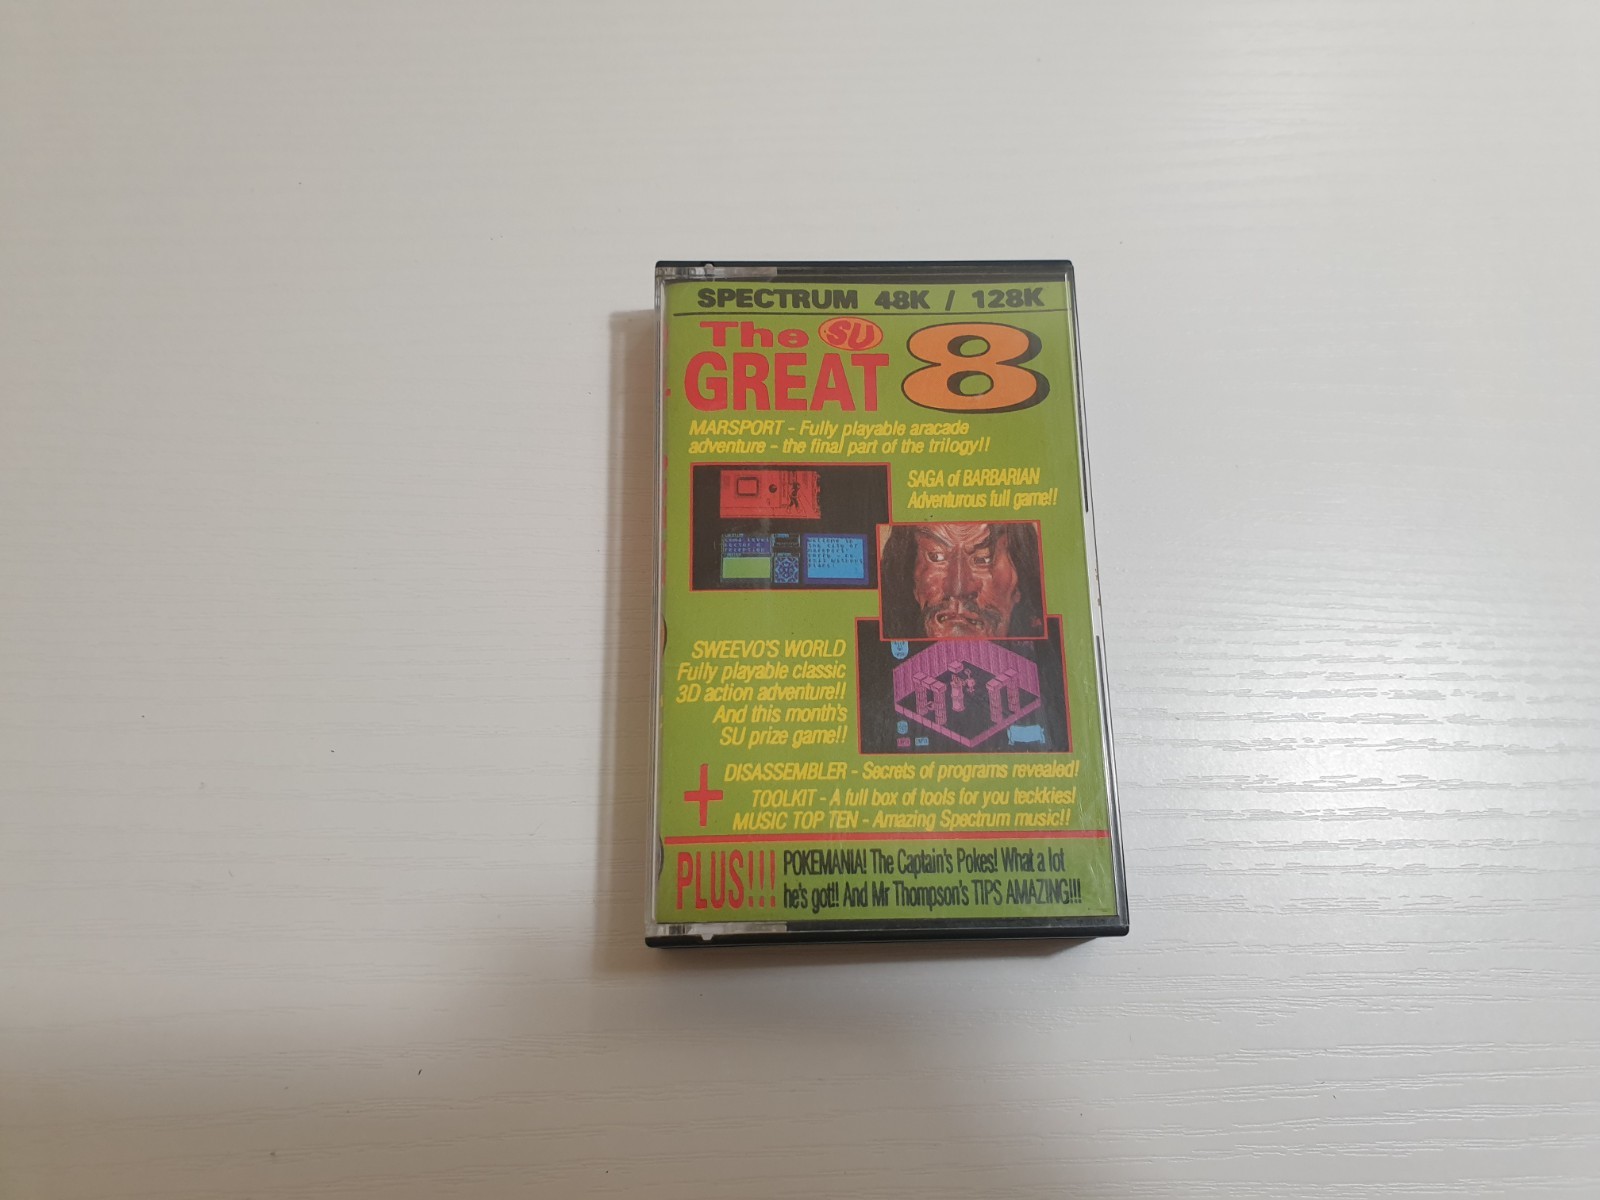 SPECTRUM 48K / 128K
The SU
GREAT 8
MARSPORT - Fully playable aracade
adventure - the final part of the trilogy!!
SAGA of BARBARIAN
Adventurous full game!!
SWEEVO'S WORLD
Fully playable classic
3D action adventure!!
And this month's
SU prize game!!
+ DISASSEMBLER - Secrets of programs revealed!
TOOLKIT - A full box of tools for you teckkies!
MUSIC TOP TEN - Amazing Spectrum music!!
PLUS!!! POKEMANIA! The Captain's Pokes! What a lot
he's got!! And Mr Thompson's TIPS AMAZING!!!